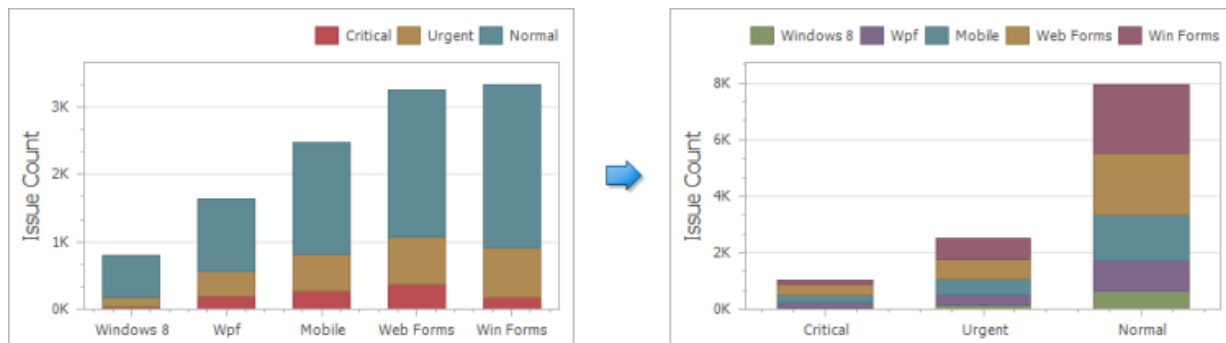 Critical Urgent Normal
Issue Count
3K
2K
1K
0K
Windows 8 Wpf Mobile Web Forms Win Forms
Windows 8 Wpf Mobile Web Forms Win Forms
Issue Count
8K
6K
4K
2K
0K
Critical Urgent Normal